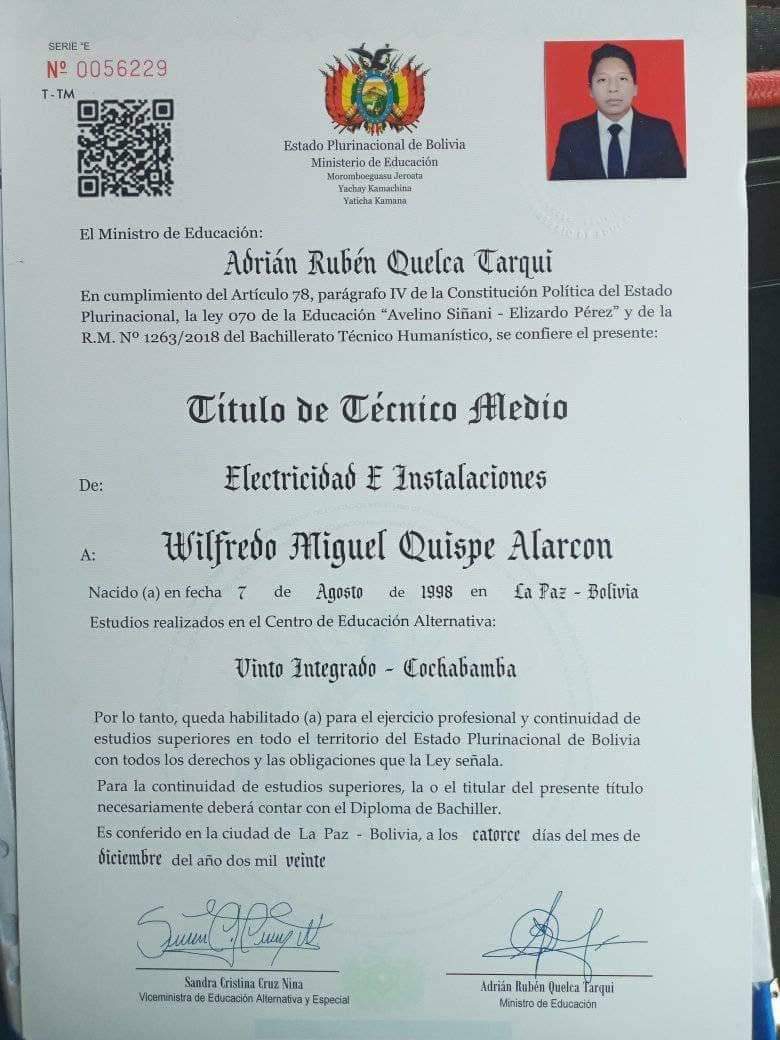 SERIE "E
Nº 0056229
T - TM
Estado Plurinacional de Bolivia
Ministerio de Educación
Moromboeguasu Jeroata
Yachay Kamachina
Yaticha Kamana
El Ministro de Educación:
Adrián Rubén Quelca Tarqui
En cumplimiento del Artículo 78, parágrafo IV de la Constitución Política del Estado
Plurinacional, la ley 070 de la Educación “Avelino Siñani - Elizardo Pérez” y de la
R.M. Nº 1263/2018 del Bachillerato Técnico Humanístico, se confiere el presente:
Título de Técnico Medio
De: Electricidad E Instalaciones
A: Wilfredo Miguel Quispe Alarcon
Nacido (a) en fecha 7 de Agosto de 1998 en La Paz - Bolivia
Estudios realizados en el Centro de Educación Alternativa:
Vinto Integrado - Cochabamba
Por lo tanto, queda habilitado (a) para el ejercicio profesional y continuidad de
estudios superiores en todo el territorio del Estado Plurinacional de Bolivia
con todos los derechos y las obligaciones que la Ley señala.
Para la continuidad de estudios superiores, la o el titular del presente título
necesariamente deberá contar con el Diploma de Bachiller.
Es conferido en la ciudad de La Paz - Bolivia, a los catorce días del mes de
diciembre del año dos mil veinte
Sandra Cristina Cruz Nina
Viceministra de Educación Alternativa y Especial
Adrián Rubén Quelca Tarqui
Ministro de Educación